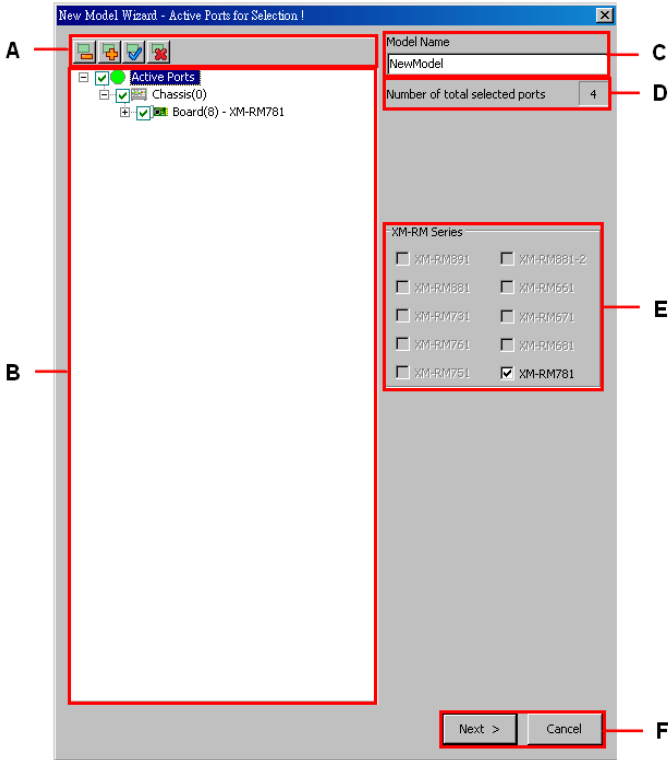 New Model Wizard - Active Ports for Selection !
A
Model Name
C
NewModel
Active Ports
Number of total selected ports 4
D
Chassis(0)
Board(8) - XM-RM781
XM-RM Series
XM-RM891 XM-RM881-2
XM-RM881 XM-RM661
E
XM-RM731 XM-RM671
XM-RM761 XM-RM681
B
XM-RM751 XM-RM781
Next > Cancel
F